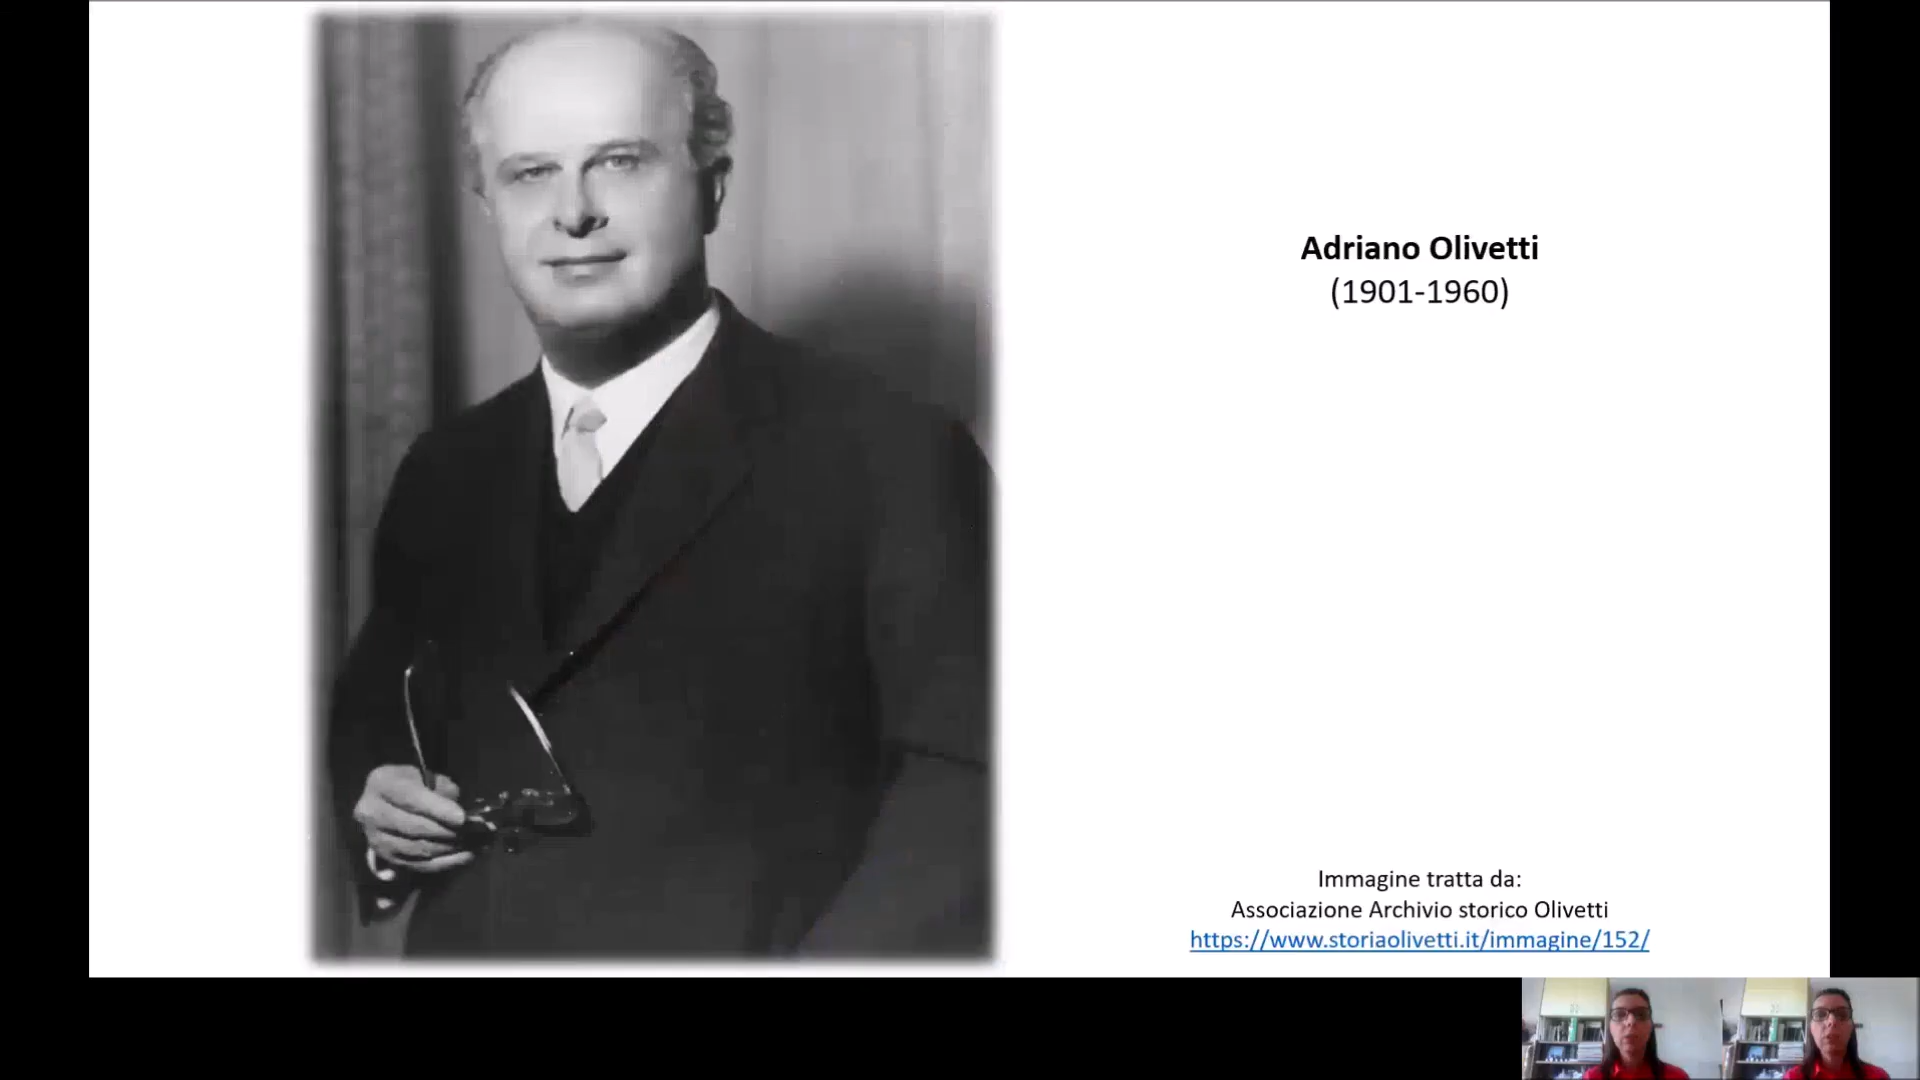 Adriano Olivetti
(1901-1960)
Immagine tratta da:
Associazione Archivio storico Olivetti
https://www.storiaolivetti.it/immagine/152/